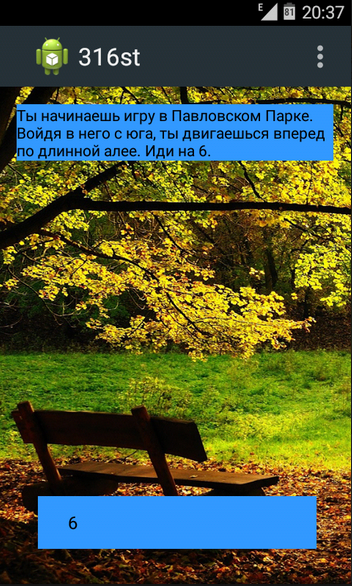 E 81 20:37
316st
Ты начинаешь игру в Павловском Парке.
Войдя в него с юга, ты двигаешься вперед
по длинной алее. Иди на 6.
6